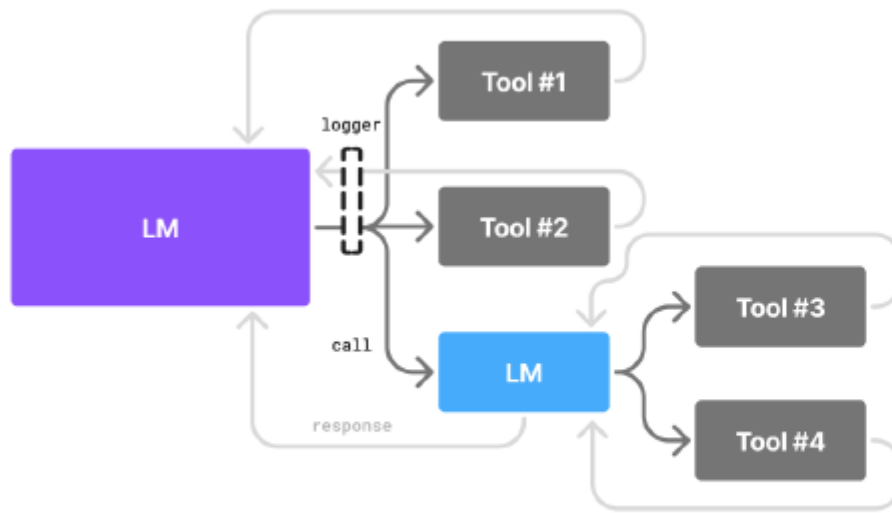 Tool #1
logger
LM
Tool #2
Tool #3
call
LM
response
Tool #4